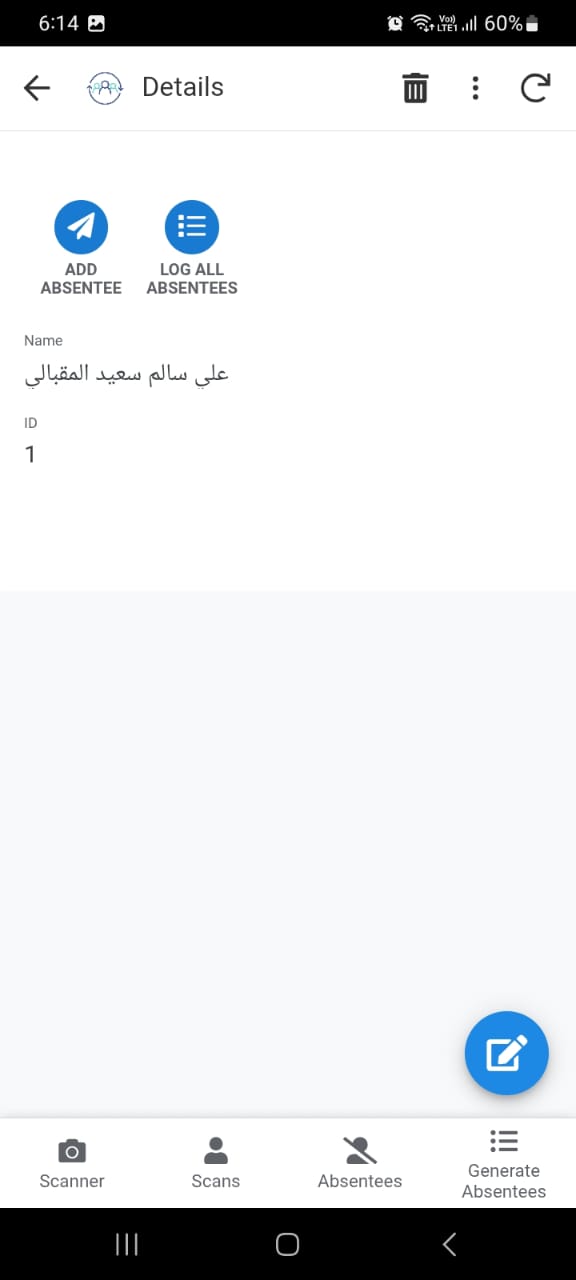 6:14
Vo)) LTE1 60%
Details
ADD ABSENTEE
LOG ALL ABSENTEES
Name
علي سالم سعيد المقبالي
ID
1
Scanner
Scans
Absentees
Generate Absentees